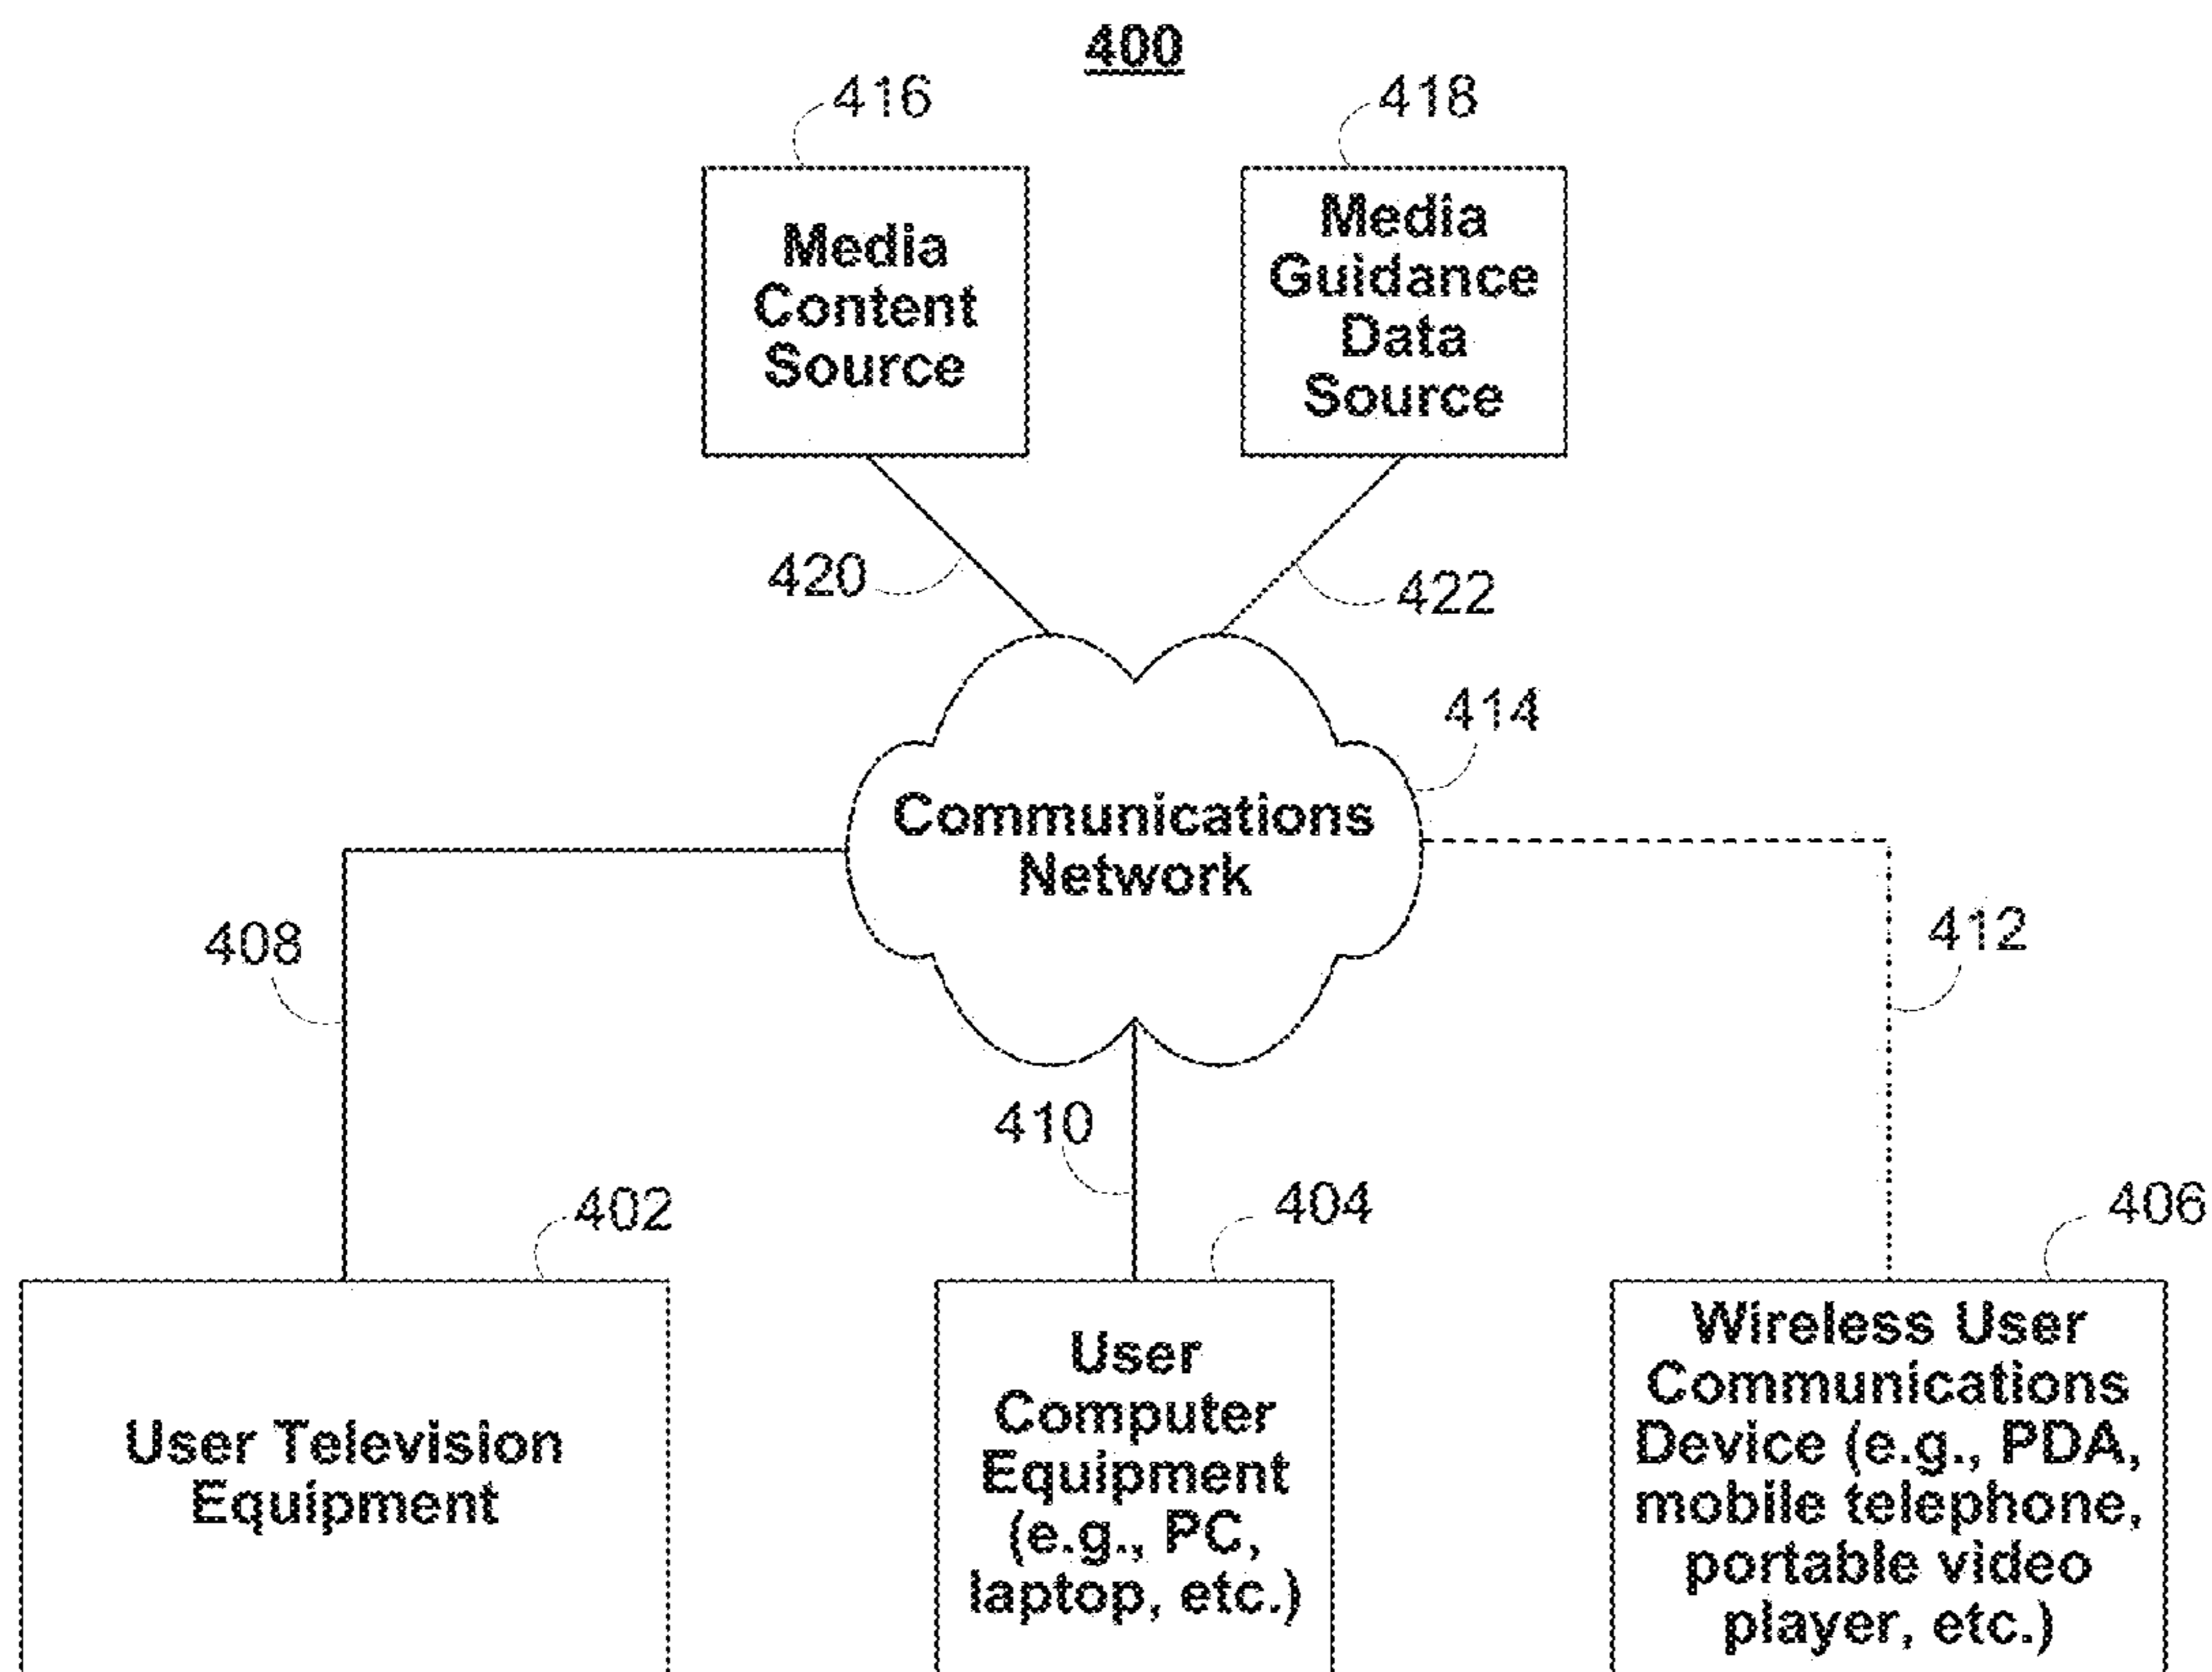 400
416
418
Media
Content
Source
Media
Guidance
Data
Source
420
422
414
Communications
Network
408
412
410
402
404
406
User Television
Equipment
User
Computer
Equipment
(e.g., PC,
laptop, etc.)
Wireless User
Communications
Device (e.g., PDA,
mobile telephone,
portable video
player, etc.)